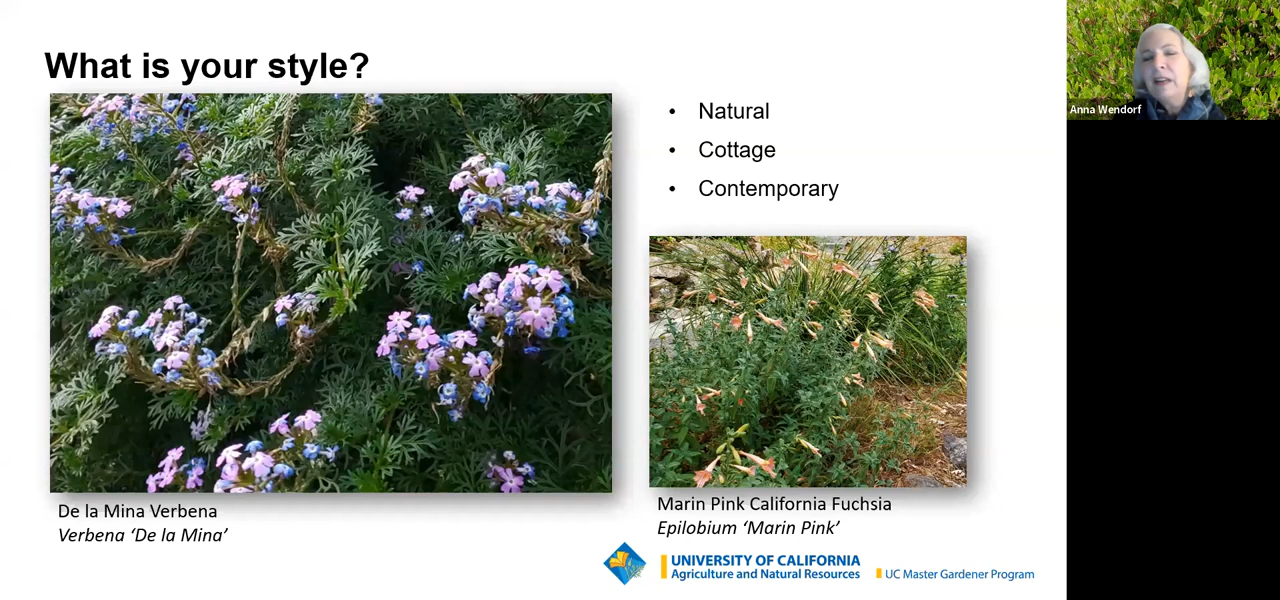 What is your style?
• Natural
• Cottage
• Contemporary
De la Mina Verbena
Verbena ‘De la Mina’
Marin Pink California Fuchsia
Epilobium ‘Marin Pink’
UNIVERSITY OF CALIFORNIA
Agriculture and Natural Resources
UC Master Gardener Program
Anna Wendorf